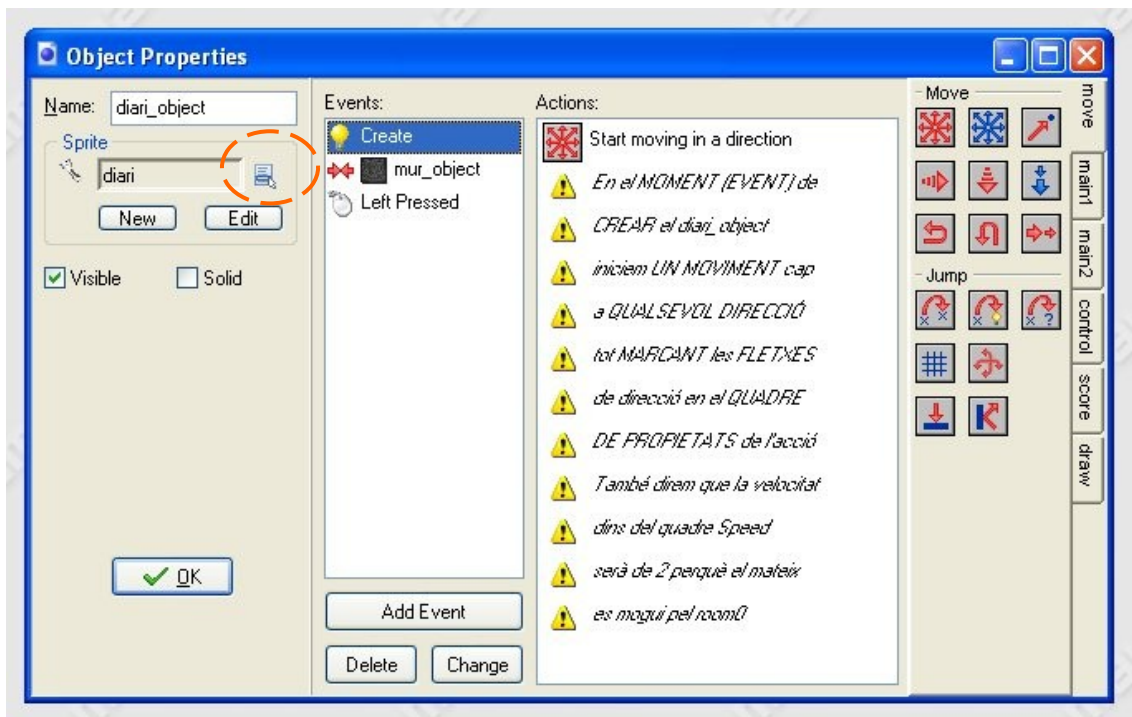 Object Properties
Name: diari_object
Sprite
diari
New Edit
Visible Solid
OK
Events:
Create
mur_object
Left Pressed
Add Event
Delete Change
Actions:
Start moving in a direction
En el MOMENT (EVENT) de
CREAR el diari_object
iniciem UN MOVIMENT cap
a QUALSEVOL DIRECCIÓ
tot MARCANT les FLETXES
de direcció en el QUADRE
DE PROPIETATS de l'acció
També direm que la velocitat
dins del quadre Speed
serà de 2 perquè el mateix
es mogui pel room0
Move
Jump
move
main1
main2
control
score
draw